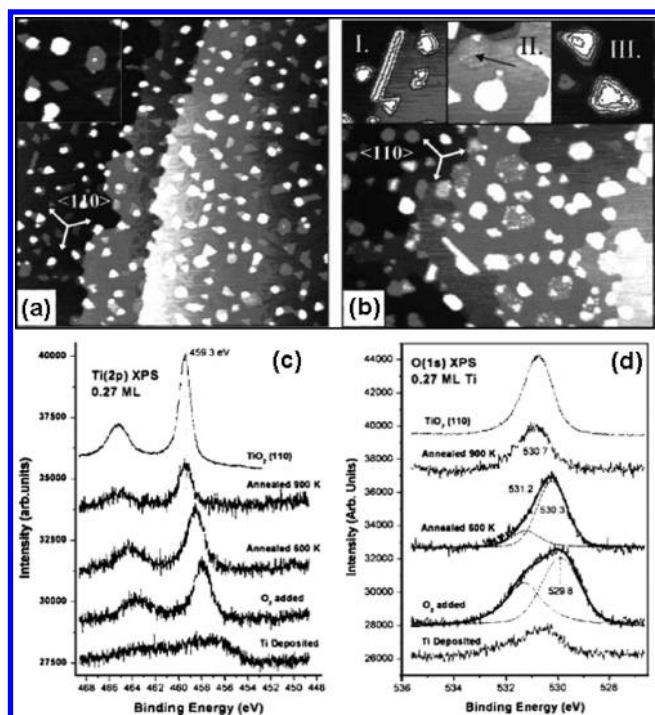 I.
II.
III.
<110>
<110>
(a)
(b)
(c)
Ti(2p) XPS
0.27 ML
459.3 eV
TiO2 (110)
Annealed 900 K
Annealed 600 K
O2 added
Ti Deposited
40000
37500
35000
32500
30000
27500
Intensity (arb.units)
468 466 464 462 460 458 456 454 452 450 448
Binding Energy (eV)
(d)
O(1s) XPS
0.27 ML Ti
TiO2 (110)
Annealed 900 K
530.7
531.2
530.3
Annealed 600 K
O2 added
529.8
Ti Deposited
44000
42000
40000
38000
36000
34000
32000
30000
28000
26000
Intensity (Arb. Units)
536 534 532 530 528
Binding Energy (eV)